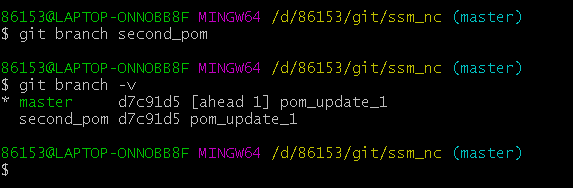 86153@LAPTOP-ONNOBB8F MINGW64 /d/86153/git/ssm_nc (master)
$ git branch second_pom
86153@LAPTOP-ONNOBB8F MINGW64 /d/86153/git/ssm_nc (master)
$ git branch -v
* master     d7c91d5 [ahead 1] pom_update_1
  second_pom d7c91d5 pom_update_1
86153@LAPTOP-ONNOBB8F MINGW64 /d/86153/git/ssm_nc (master)
$